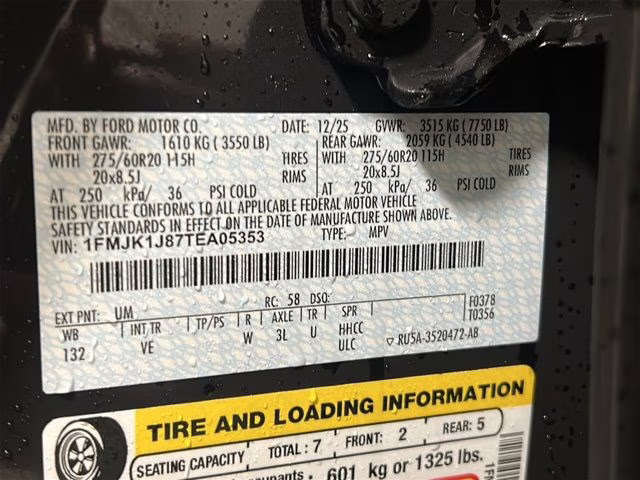 MFD. BY FORD MOTOR CO. DATE: 12/25 GVWR: 3515 KG ( 7750 LB)
FRONT GAWR: 1610 KG ( 3550 LB) REAR GAWR: 2059 KG ( 4540 LB)
WITH 275/60R20 115H TIRES 275/60R20 115H TIRES
20x8.5J RIMS 20x8.5J RIMS
AT 250 kPa/ 36 PSI COLD AT 250 kPa/ 36 PSI COLD
THIS VEHICLE CONFORMS TO ALL APPLICABLE FEDERAL MOTOR VEHICLE
SAFETY STANDARDS IN EFFECT ON THE DATE OF MANUFACTURE SHOWN ABOVE.
VIN: 1FMJK1J87TEA05353 TYPE: MPV
EXT PNT: UM RC: 58 DSO: F0378
WB INT TR TP/PS R AXLE TR SPR T0356
132 VE W 3L U HHCC
ULC ▽ RU5A-3520472-AB
TIRE AND LOADING INFORMATION
SEATING CAPACITY TOTAL : 7 FRONT: 2 REAR: 5
601 kg or 1325 lbs.